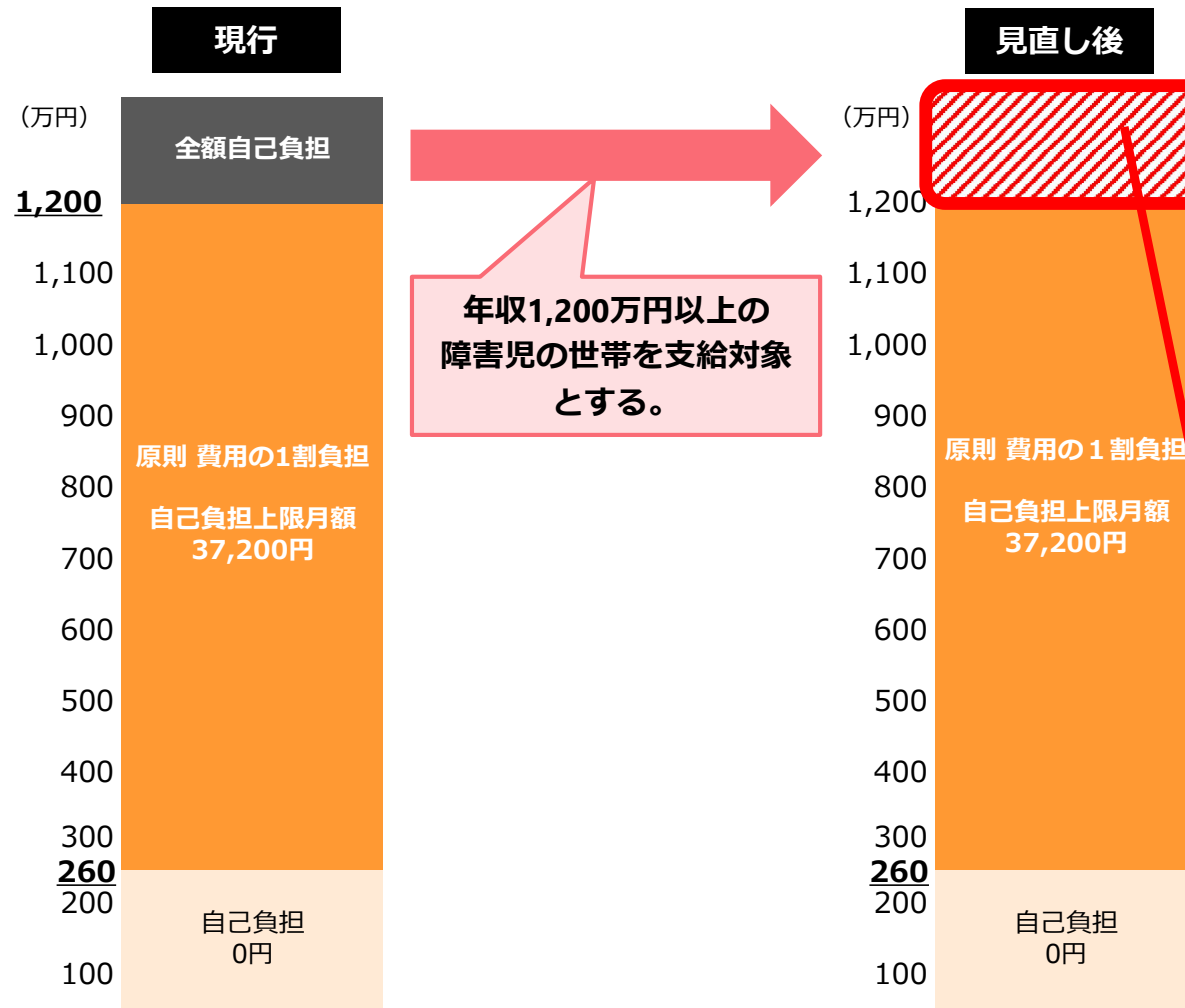 現行
（万円）
全額自己負担
1,200
1,100
1,000
900
800
700
600
500
400
300
260
200
100
原則 費用の1割負担
自己負担上限月額
37,200円
自己負担
0円
年収1,200万円以上の
障害児の世帯を支給対象
とする。
見直し後
（万円）
1,200
1,100
1,000
900
800
700
600
500
400
300
260
200
100
原則 費用の１割負担
自己負担上限月額
37,200円
自己負担
0円